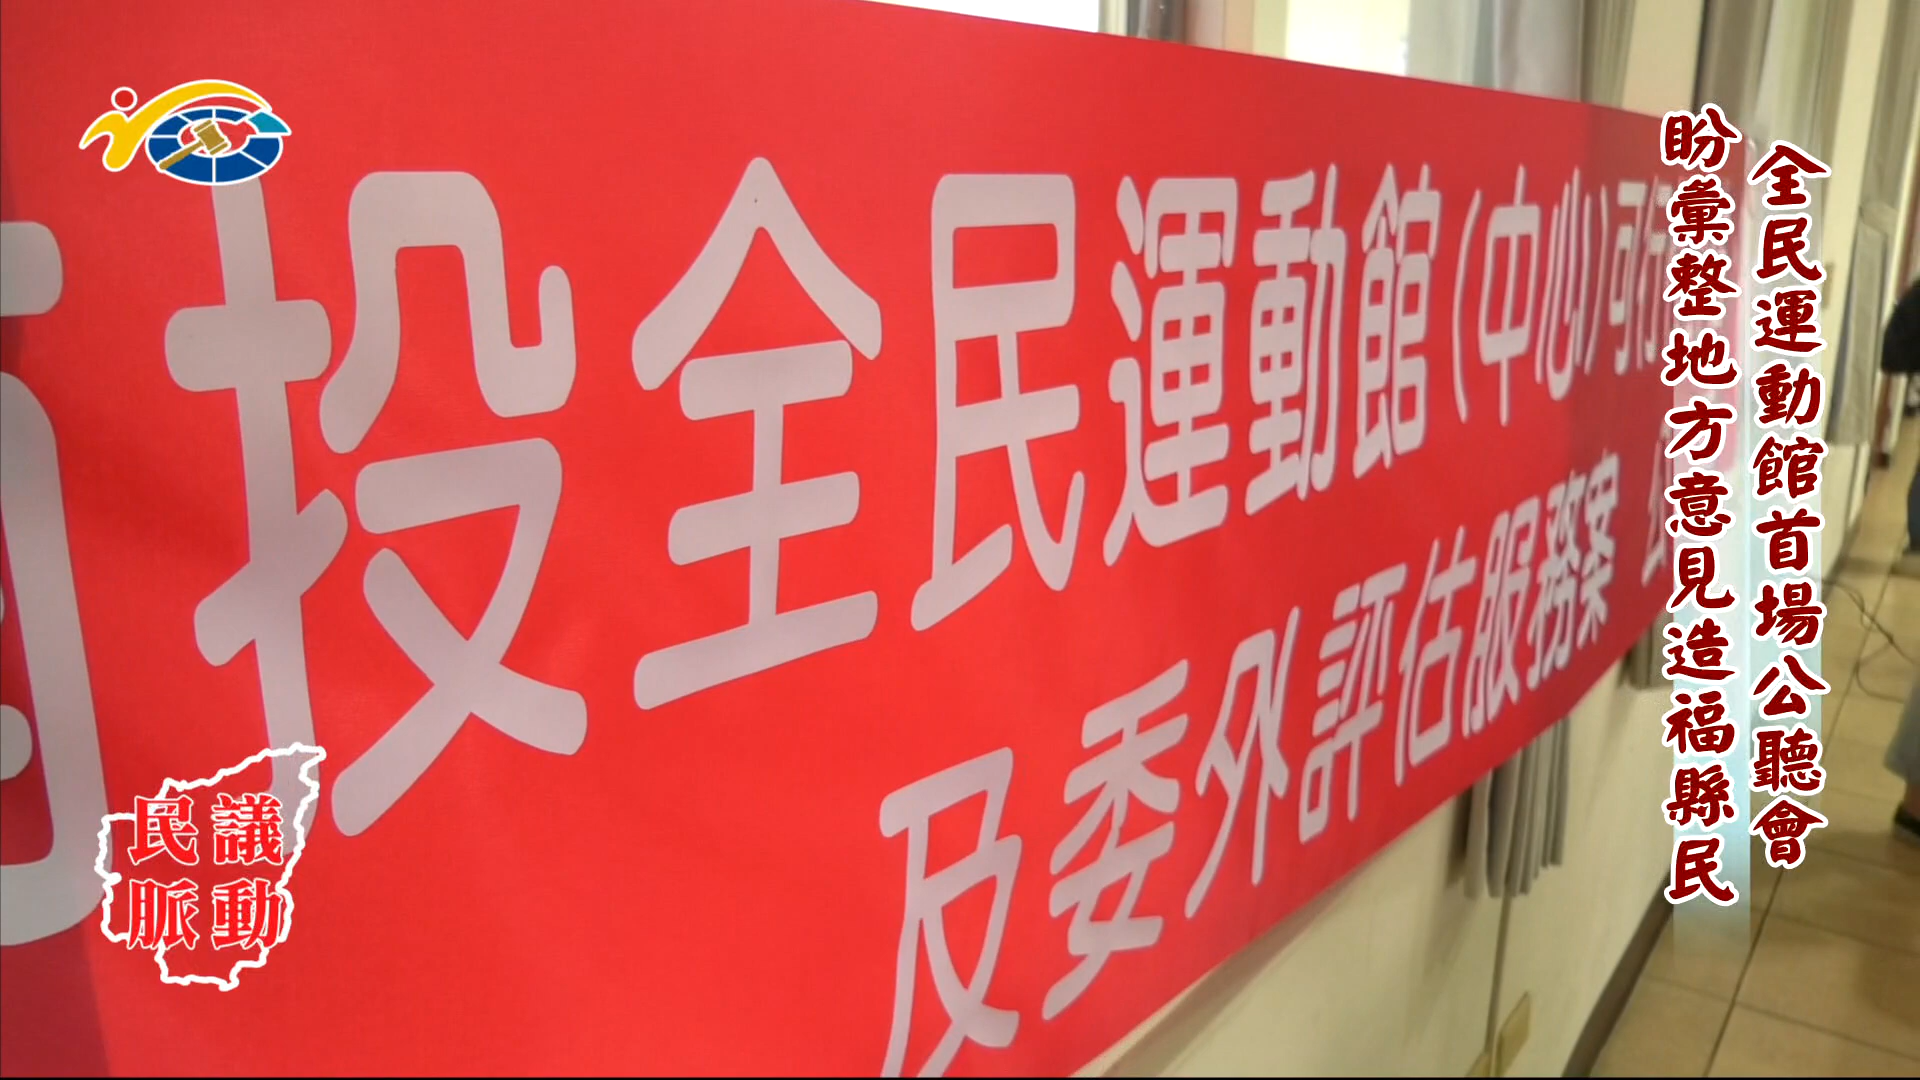 投全民運動館(中心)可行
及委外評估服務案
全民運動館首場公聽會
盼彙整地方意見造福縣民
民議
脈動